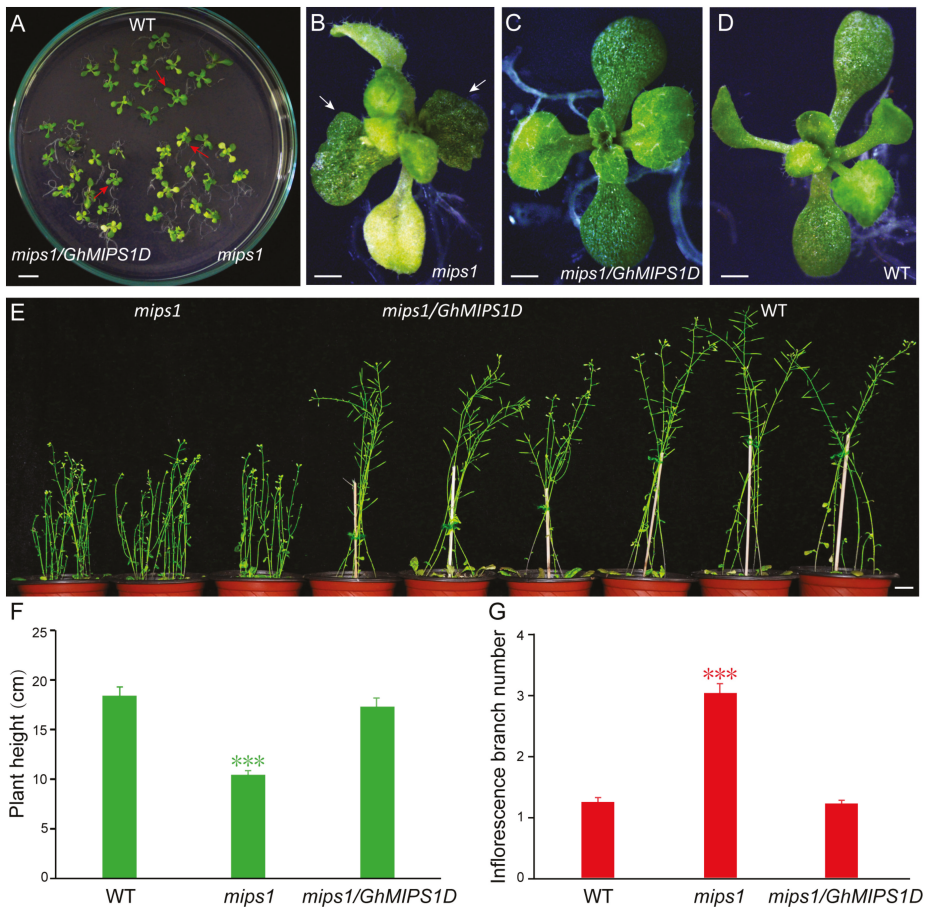 A
WT
mips1/GhMIPS1D
mips1
B
mips1
C
mips1/GhMIPS1D
D
WT
E
mips1
mips1/GhMIPS1D
WT
F
Plant height (cm)
25
20
15
10
5
0
***
WT
mips1
mips1/GhMIPS1D
G
Inflorescence branch number
4
3
2
1
0
***
WT
mips1
mips1/GhMIPS1D